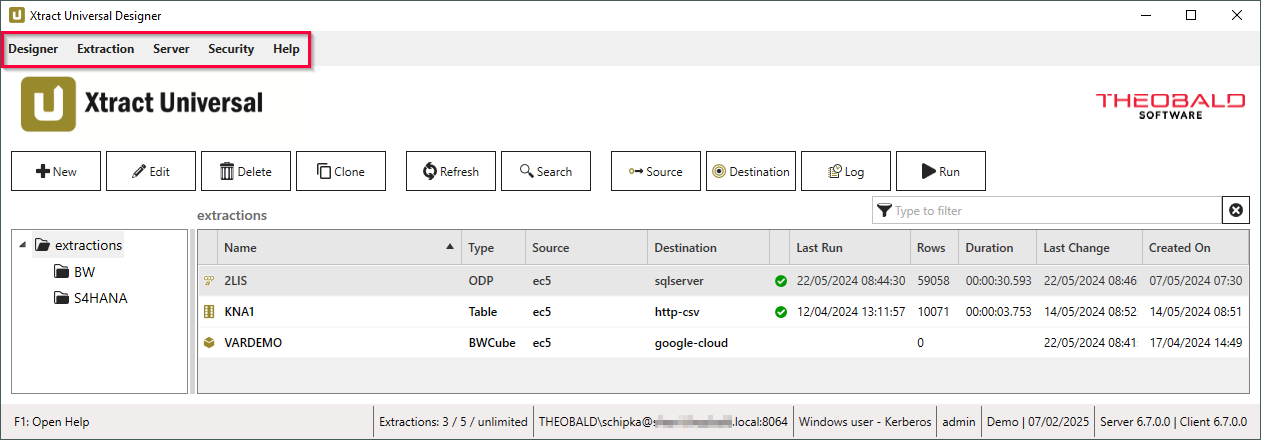 Xtract Universal Designer
Designer Extraction Server Security Help
Xtract Universal
THEOBALD
SOFTWARE
New Edit Delete Clone Refresh Search Source Destination Log Run
extractions
Type to filter
extractions
BW
S4HANA
Name Type Source Destination Last Run Rows Duration Last Change Created On
2LIS ODP ec5 sqlserver 22/05/2024 08:44:30 59058 00:00:30.593 22/05/2024 08:46 07/05/2024 07:30
KNA1 Table ec5 http-csv 12/04/2024 13:11:57 10071 00:00:03.753 14/05/2024 08:52 14/05/2024 08:51
VARDEMO BWCube ec5 google-cloud 0 22/05/2024 08:41 17/04/2024 14:49
F1: Open Help Extractions: 3 / 5 / unlimited THEOBALD\schipka@ .local:8064 Windows user - Kerberos admin Demo | 07/02/2025 Server 6.7.0.0 | Client 6.7.0.0